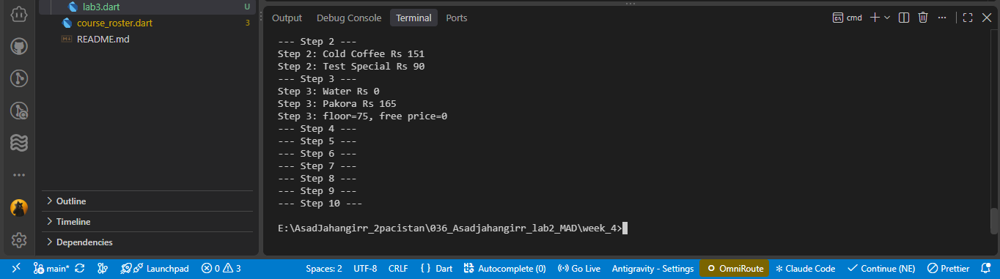 lab3.dart U
course_roster.dart 3
README.md
Outline
Timeline
Dependencies
Output Debug Console Terminal Ports cmd
--- Step 2 ---
Step 2: Cold Coffee Rs 151
Step 2: Test Special Rs 90
--- Step 3 ---
Step 3: Water Rs 0
Step 3: Pakora Rs 165
Step 3: floor=75, free price=0
--- Step 4 ---
--- Step 5 ---
--- Step 6 ---
--- Step 7 ---
--- Step 8 ---
--- Step 9 ---
--- Step 10 ---
E:\AsadJahangirr_2pacistan\036_Asadjahangirr_lab2_MAD\week_4>
main* Launchpad 0 3 Spaces: 2 UTF-8 CRLF { } Dart Autocomplete (0) Go Live Antigravity - Settings OmniRoute Claude Code Continue (NE) Prettier